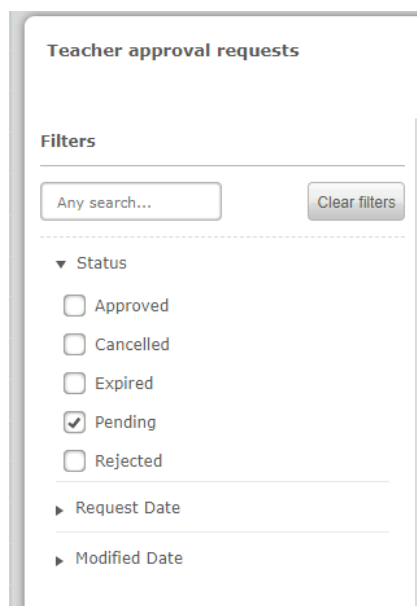 Teacher approval requests
Filters
Any search... Clear filters
Status
Approved
Cancelled
Expired
Pending
Rejected
Request Date
Modified Date